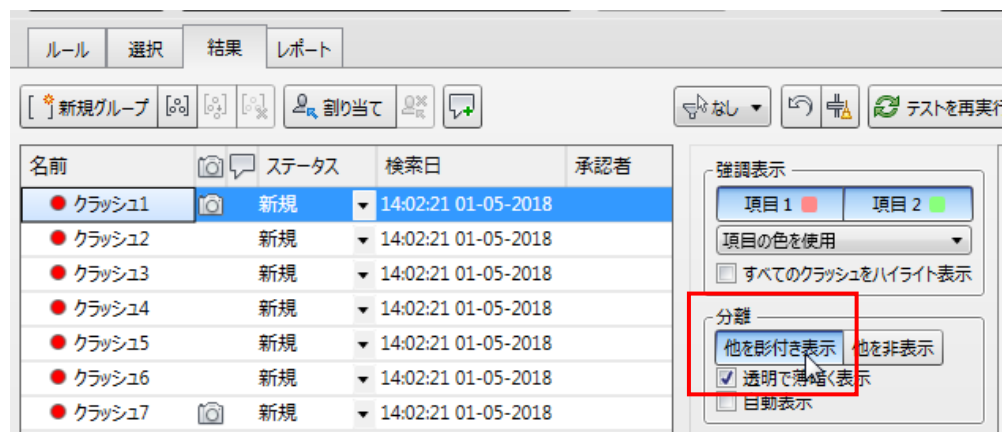 ルール 選択 結果 レポート
新規グループ 割り当て なし テストを再実行
名前 ステータス 検索日 承認者
クラッシュ1 新規 14:02:21 01-05-2018
クラッシュ2 新規 14:02:21 01-05-2018
クラッシュ3 新規 14:02:21 01-05-2018
クラッシュ4 新規 14:02:21 01-05-2018
クラッシュ5 新規 14:02:21 01-05-2018
クラッシュ6 新規 14:02:21 01-05-2018
クラッシュ7 新規 14:02:21 01-05-2018
強調表示
項目 1 項目 2
項目の色を使用
すべてのクラッシュをハイライト表示
分離
他を影付き表示 他を非表示
透明で薄暗く表示
自動表示